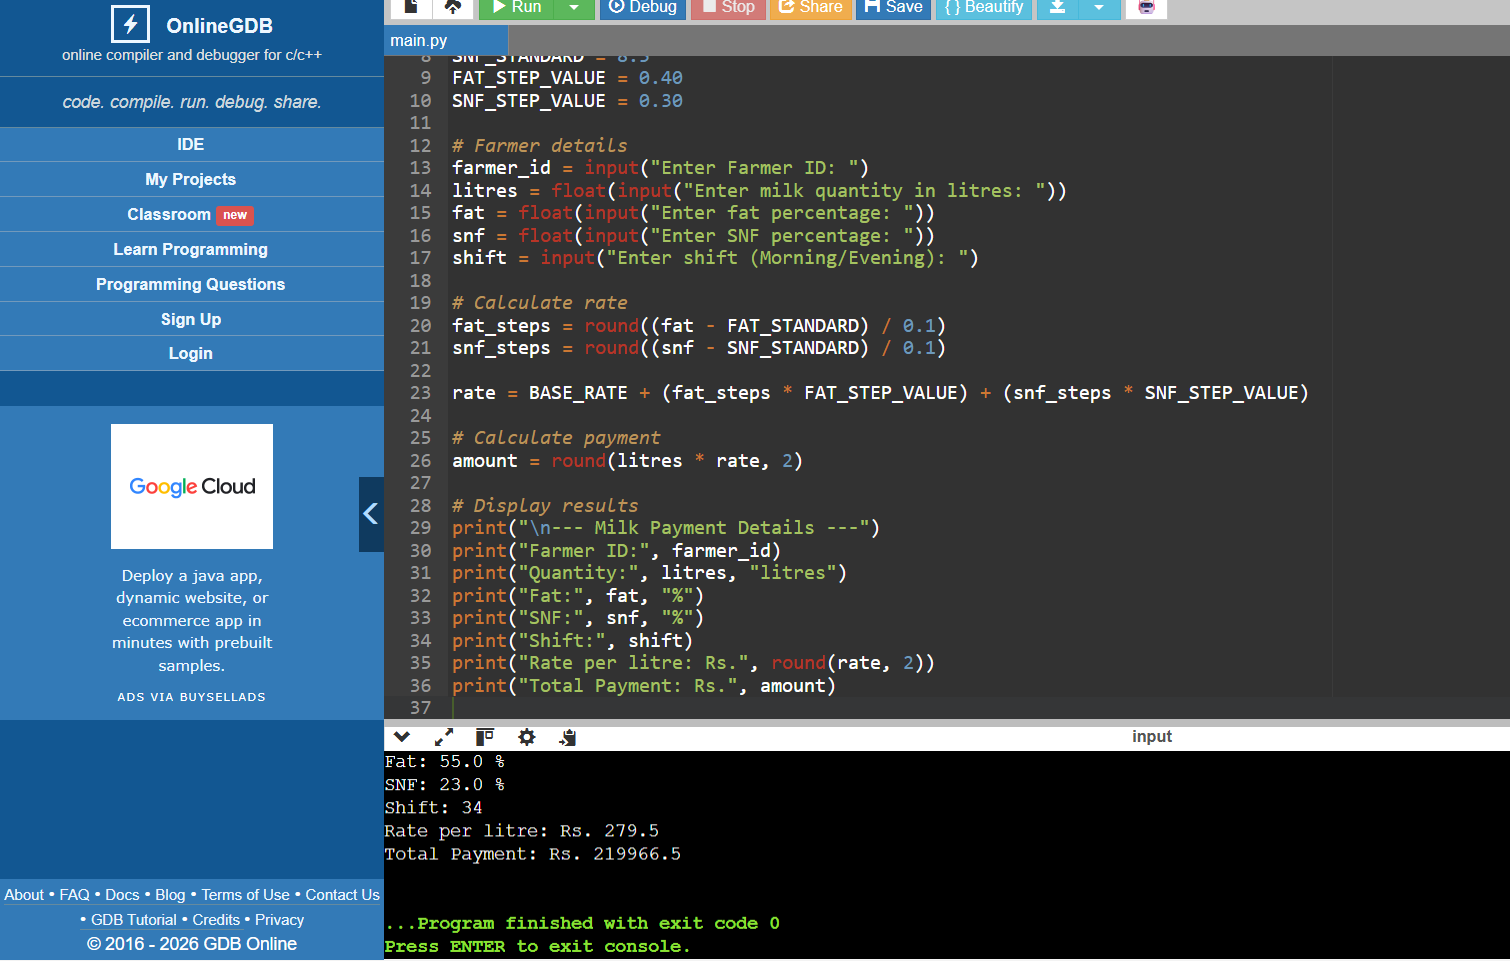 OnlineGDB
online compiler and debugger for c/c++
code. compile. run. debug. share.
IDE
My Projects
Classroom new
Learn Programming
Programming Questions
Sign Up
Login
Google Cloud
Deploy a java app,
dynamic website, or
ecommerce app in
minutes with prebuilt
samples.
ADS VIA BUYSELLADS
About • FAQ • Docs • Blog • Terms of Use • Contact Us
• GDB Tutorial • Credits • Privacy
© 2016 - 2026 GDB Online
Run Debug Stop Share Save { } Beautify
main.py
8 SNF_STANDARD = 8.5
9 FAT_STEP_VALUE = 0.40
10 SNF_STEP_VALUE = 0.30
11
12 # Farmer details
13 farmer_id = input("Enter Farmer ID: ")
14 litres = float(input("Enter milk quantity in litres: "))
15 fat = float(input("Enter fat percentage: "))
16 snf = float(input("Enter SNF percentage: "))
17 shift = input("Enter shift (Morning/Evening): ")
18
19 # Calculate rate
20 fat_steps = round((fat - FAT_STANDARD) / 0.1)
21 snf_steps = round((snf - SNF_STANDARD) / 0.1)
22
23 rate = BASE_RATE + (fat_steps * FAT_STEP_VALUE) + (snf_steps * SNF_STEP_VALUE)
24
25 # Calculate payment
26 amount = round(litres * rate, 2)
27
28 # Display results
29 print("\n--- Milk Payment Details ---")
30 print("Farmer ID:", farmer_id)
31 print("Quantity:", litres, "litres")
32 print("Fat:", fat, "%")
33 print("SNF:", snf, "%")
34 print("Shift:", shift)
35 print("Rate per litre: Rs.", round(rate, 2))
36 print("Total Payment: Rs.", amount)
37
input
Fat: 55.0 %
SNF: 23.0 %
Shift: 34
Rate per litre: Rs. 279.5
Total Payment: Rs. 219966.5
...Program finished with exit code 0
Press ENTER to exit console.